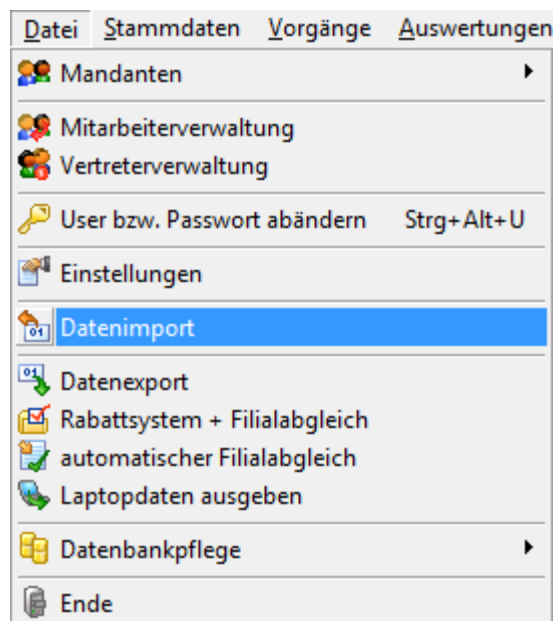 Datei Stammdaten Vorgänge Auswertungen
Mandanten
Mitarbeiterverwaltung
Vertreterverwaltung
User bzw. Passwort abändern Strg+Alt+U
Einstellungen
Datenimport
Datenexport
Rabattsystem + Filialabgleich
automatischer Filialabgleich
Laptopdaten ausgeben
Datenbankpflege
Ende